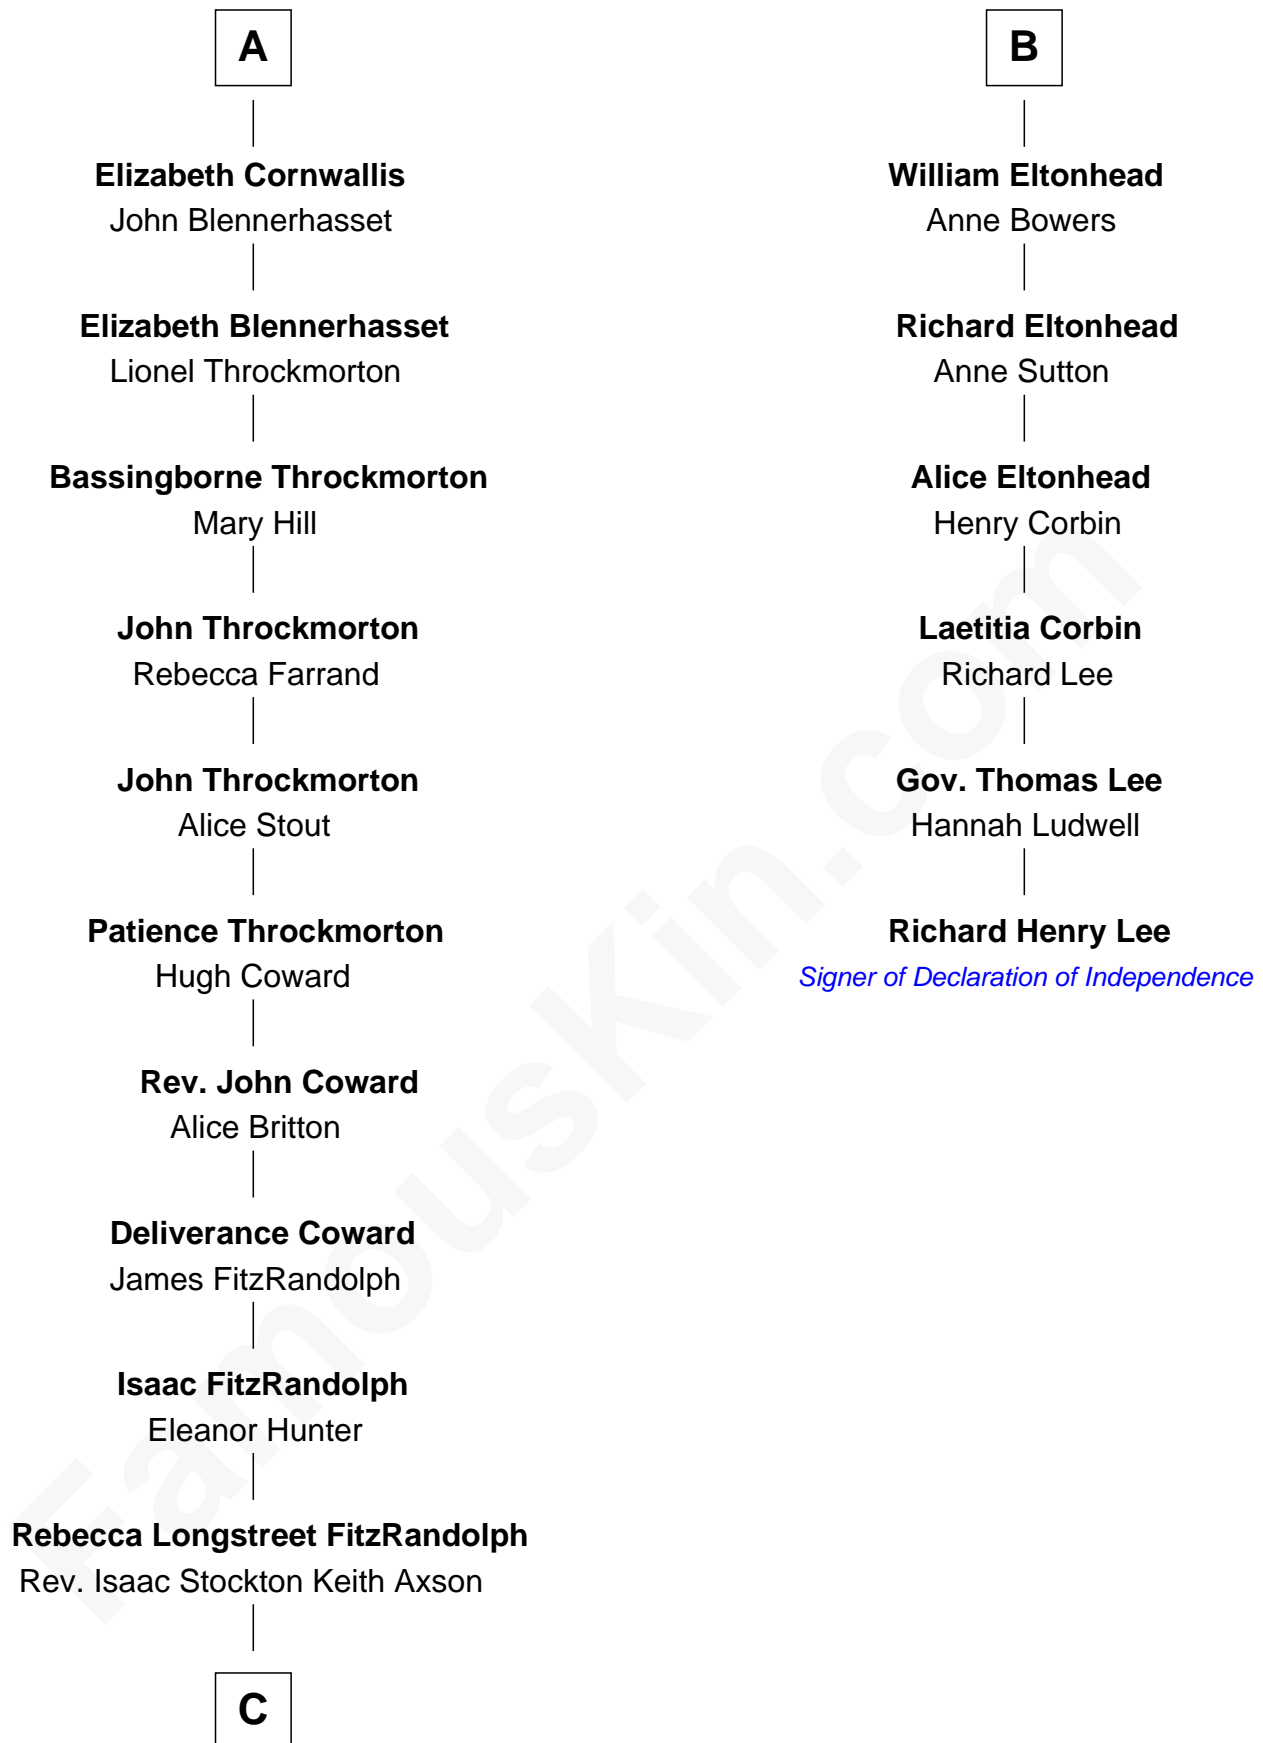 A
Elizabeth Cornwallis
John Blennerhasset
Elizabeth Blennerhasset
Lionel Throckmorton
Bassingborne Throckmorton
Mary Hill
John Throckmorton
Rebecca Farrand
John Throckmorton
Alice Stout
Patience Throckmorton
Hugh Coward
Rev. John Coward
Alice Britton
Deliverance Coward
James FitzRandolph
Isaac FitzRandolph
Eleanor Hunter
Rebecca Longstreet FitzRandolph
Rev. Isaac Stockton Keith Axson
C
B
William Eltonhead
Anne Bowers
Richard Eltonhead
Anne Sutton
Alice Eltonhead
Henry Corbin
Laetitia Corbin
Richard Lee
Gov. Thomas Lee
Hannah Ludwell
Richard Henry Lee
Signer of Declaration of Independence
FamousKin.com